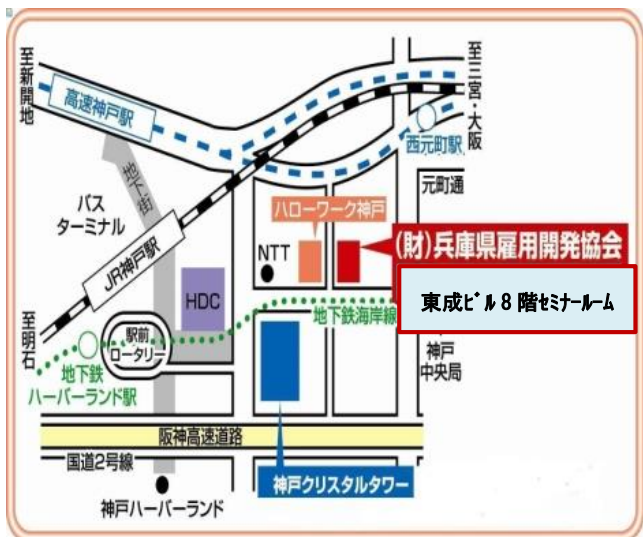 至新開地
高速神戸駅
至三宮・大阪
西元町駅
元町通
地下街
バス
ターミナル
JR神戸駅
ハローワーク神戸
NTT
(財)兵庫県雇用開発協会
東成ビル8階セミナールーム
HDC
地下鉄海岸線
至明石
駅前
ロータリー
地下鉄
ハーバーランド駅
神戸
中央局
阪神高速道路
国道2号線
神戸クリスタルタワー
神戸ハーバーランド